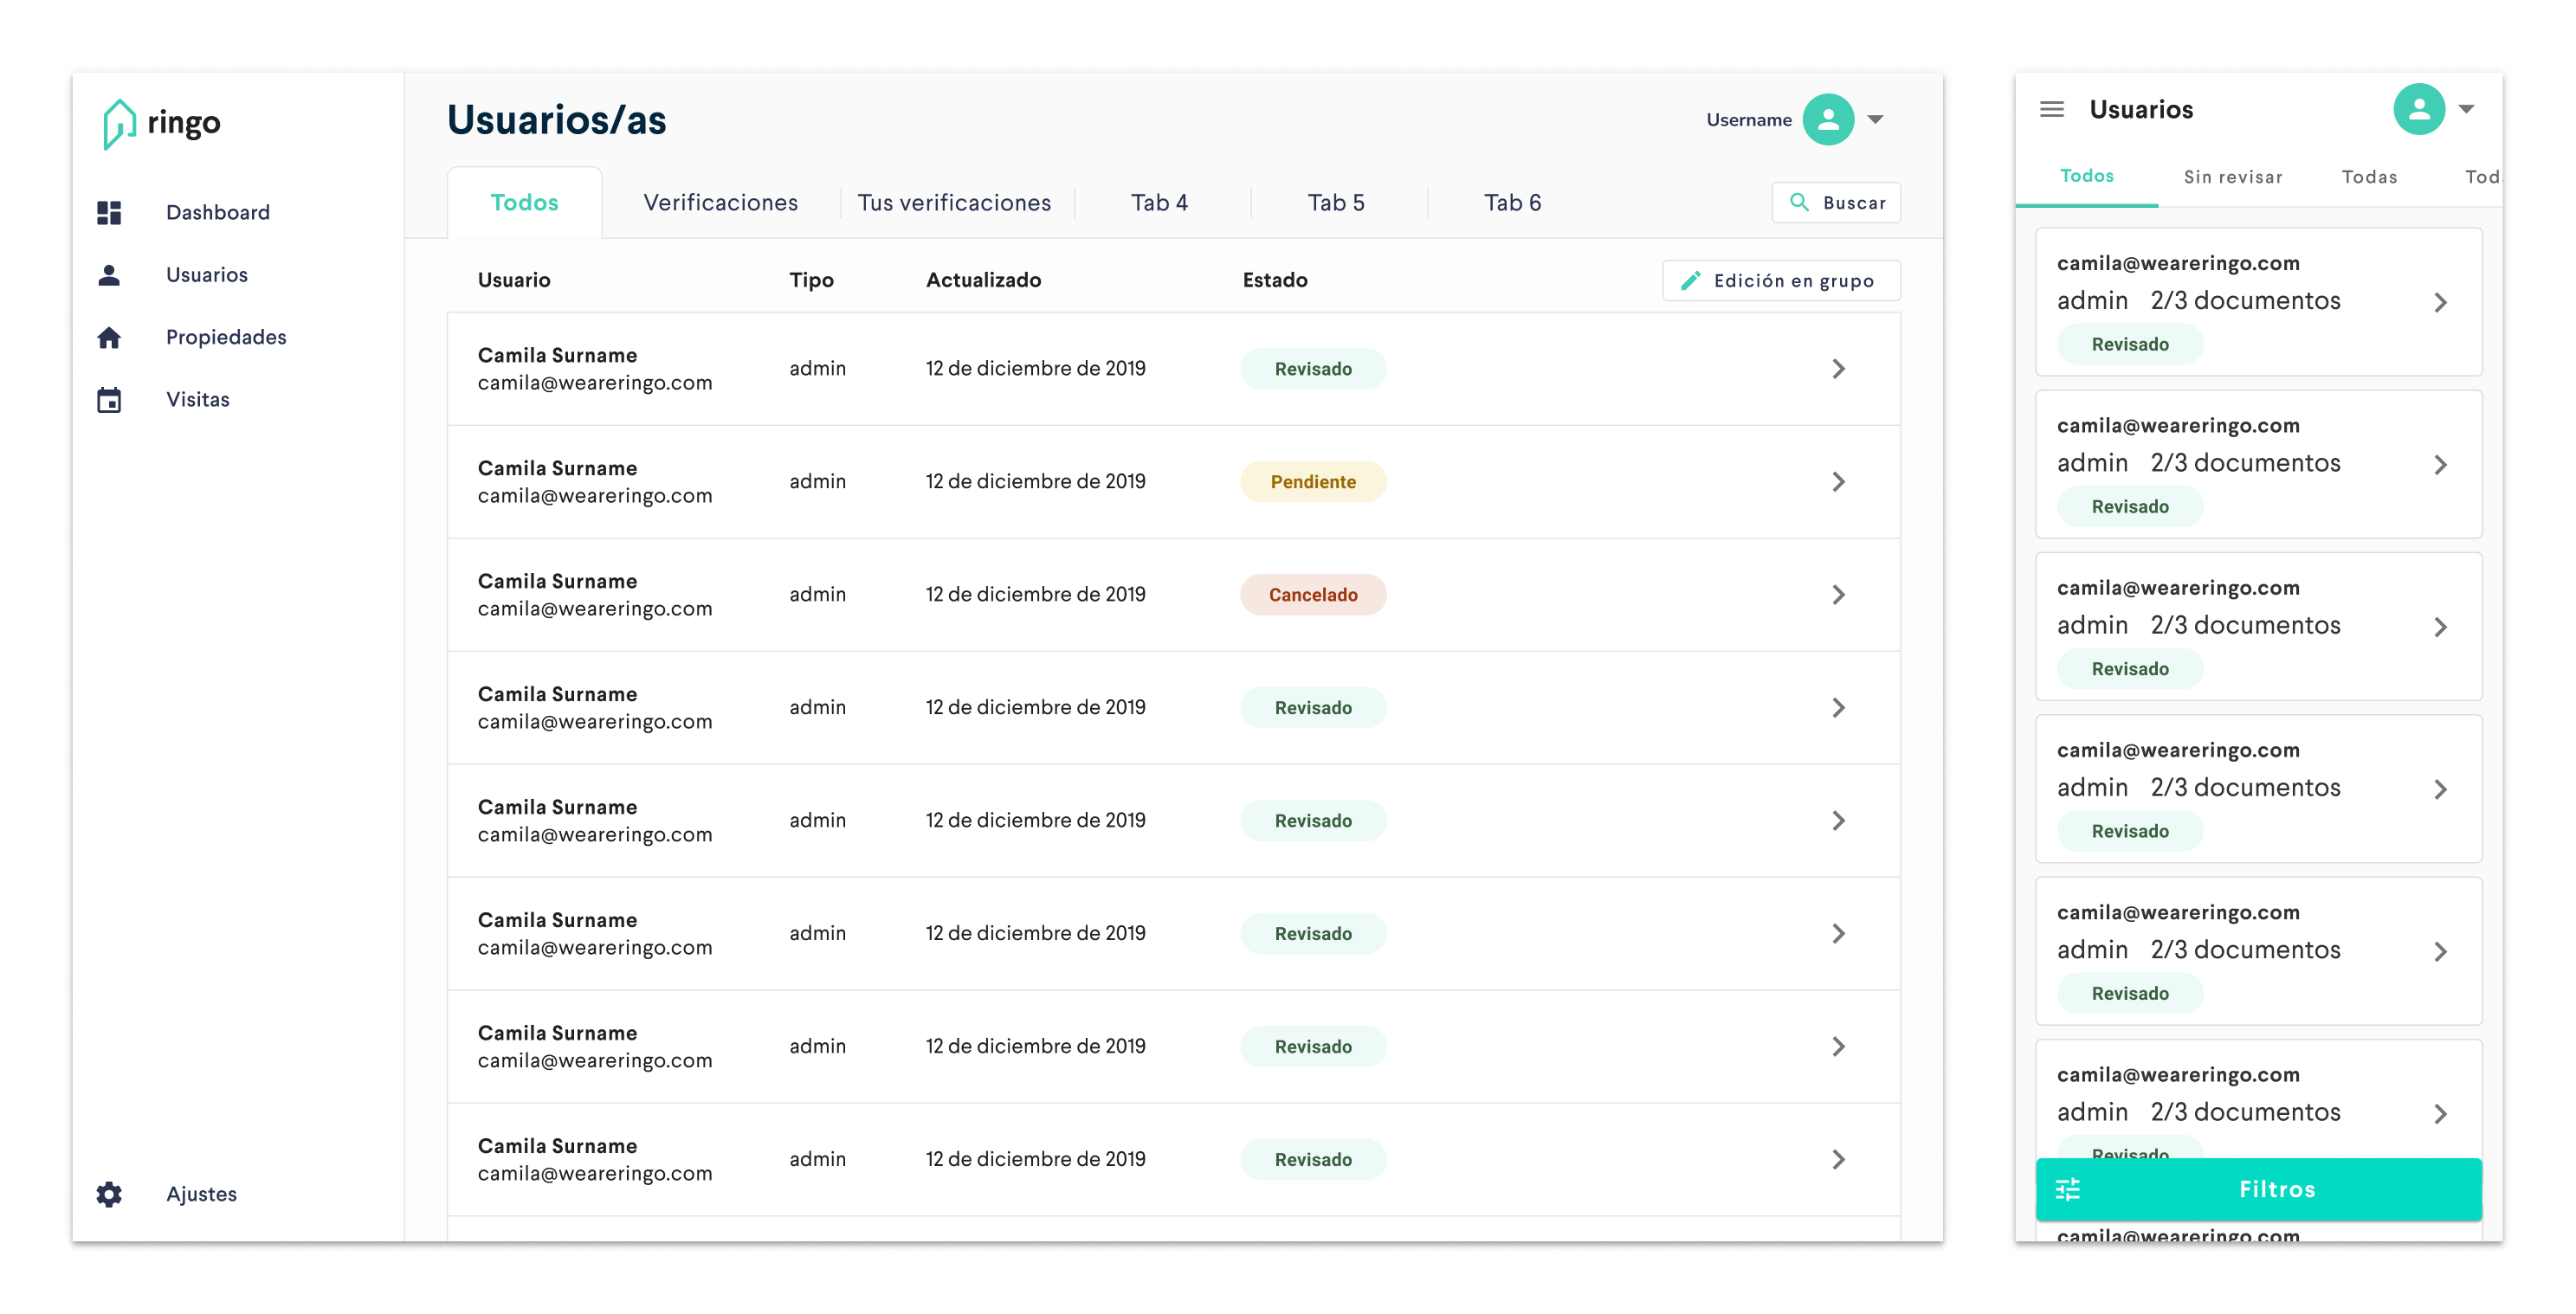 ringo
Dashboard
Usuarios
Propiedades
Visitas
Ajustes
Usuarios/as
Username
Todos
Verificaciones
Tus verificaciones
Tab 4
Tab 5
Tab 6
Buscar
Usuario
Tipo
Actualizado
Estado
Edición en grupo
Camila Surname
camila@weareringo.com
admin
12 de diciembre de 2019
Revisado
Camila Surname
camila@weareringo.com
admin
12 de diciembre de 2019
Pendiente
Camila Surname
camila@weareringo.com
admin
12 de diciembre de 2019
Cancelado
Camila Surname
camila@weareringo.com
admin
12 de diciembre de 2019
Revisado
Camila Surname
camila@weareringo.com
admin
12 de diciembre de 2019
Revisado
Camila Surname
camila@weareringo.com
admin
12 de diciembre de 2019
Revisado
Camila Surname
camila@weareringo.com
admin
12 de diciembre de 2019
Revisado
Camila Surname
camila@weareringo.com
admin
12 de diciembre de 2019
Revisado
Usuarios
Todos
Sin revisar
Todas
Tod
camila@weareringo.com
admin 2/3 documentos
Revisado
camila@weareringo.com
admin 2/3 documentos
Revisado
camila@weareringo.com
admin 2/3 documentos
Revisado
camila@weareringo.com
admin 2/3 documentos
Revisado
camila@weareringo.com
admin 2/3 documentos
Revisado
camila@weareringo.com
admin 2/3 documentos
Revisado
Filtros
camila@weareringo.com